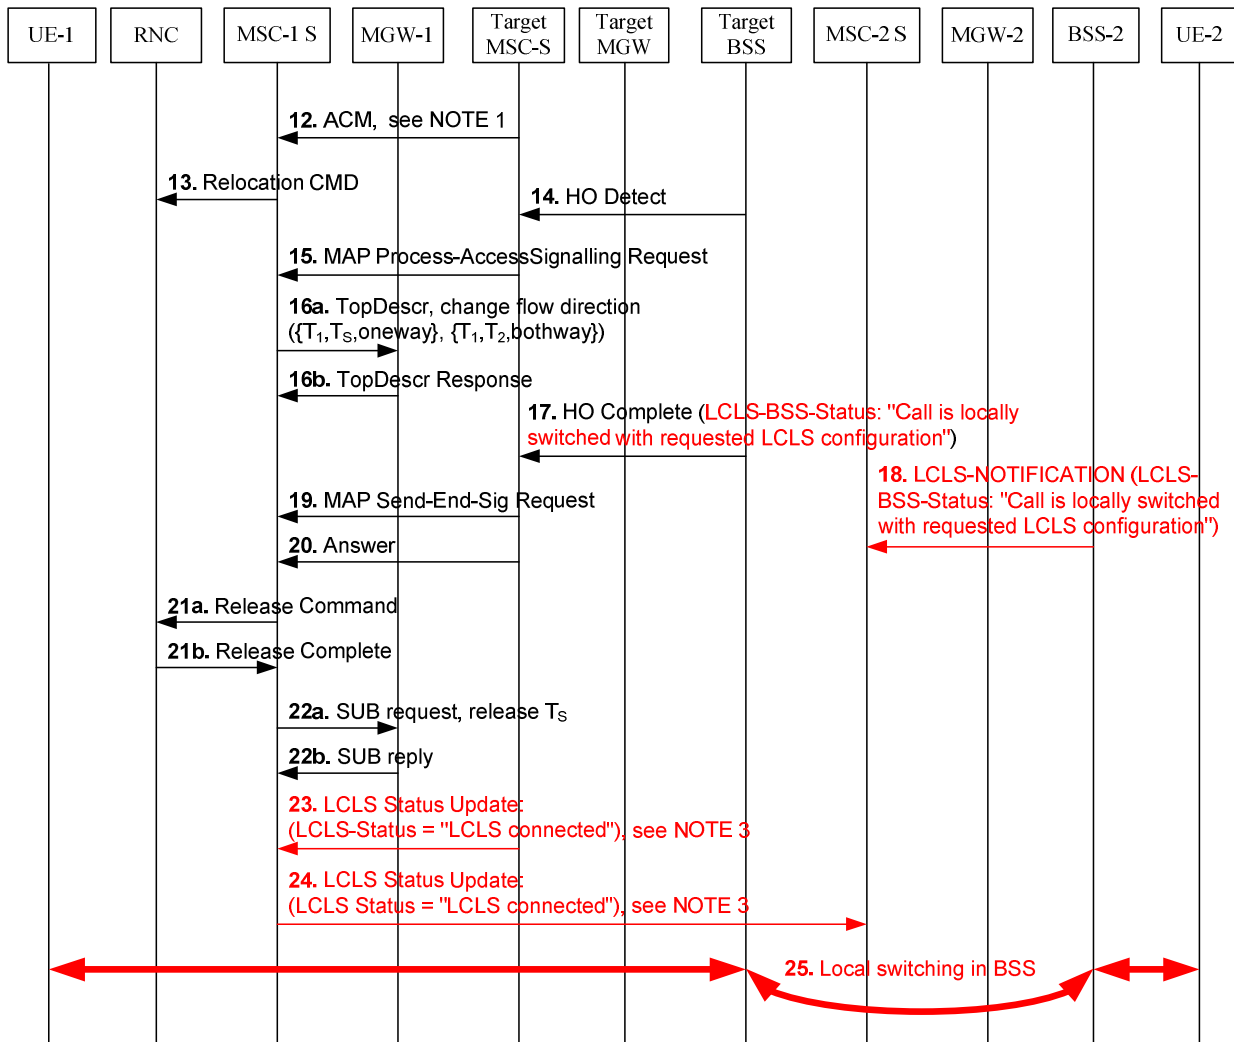 UE-1
RNC
MSC-1 S
MGW-1
Target
MSC-S
Target
MGW
Target
BSS
MSC-2 S
MGW-2
BSS-2
UE-2
12. ACM, see NOTE 1
13. Relocation CMD
14. HO Detect
15. MAP Process-AccessSignalling Request
16a. TopDescr, change flow direction
({T1,TS,oneway}, {T1,T2,bothway})
16b. TopDescr Response
17. HO Complete (LCLS-BSS-Status: "Call is locally
switched with requested LCLS configuration")
18. LCLS-NOTIFICATION (LCLS-
BSS-Status: "Call is locally switched
with requested LCLS configuration")
19. MAP Send-End-Sig Request
20. Answer
21a. Release Command
21b. Release Complete
22a. SUB request, release TS
22b. SUB reply
23. LCLS Status Update:
(LCLS-Status = "LCLS connected"), see NOTE 3
24. LCLS Status Update:
(LCLS Status = "LCLS connected"), see NOTE 3
25. Local switching in BSS